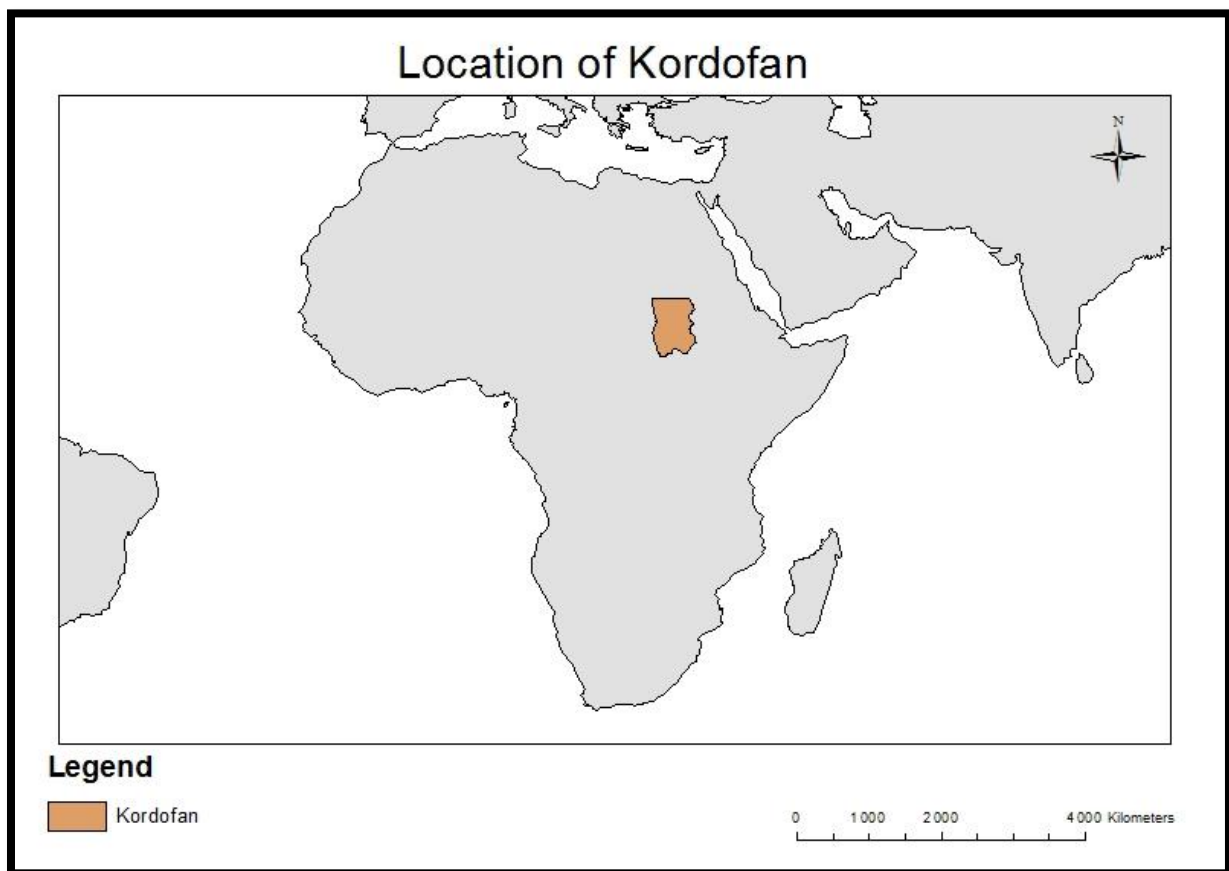 Location of Kordofan
N
Legend
Kordofan
0 1 000 2 000 4 000 Kilometers